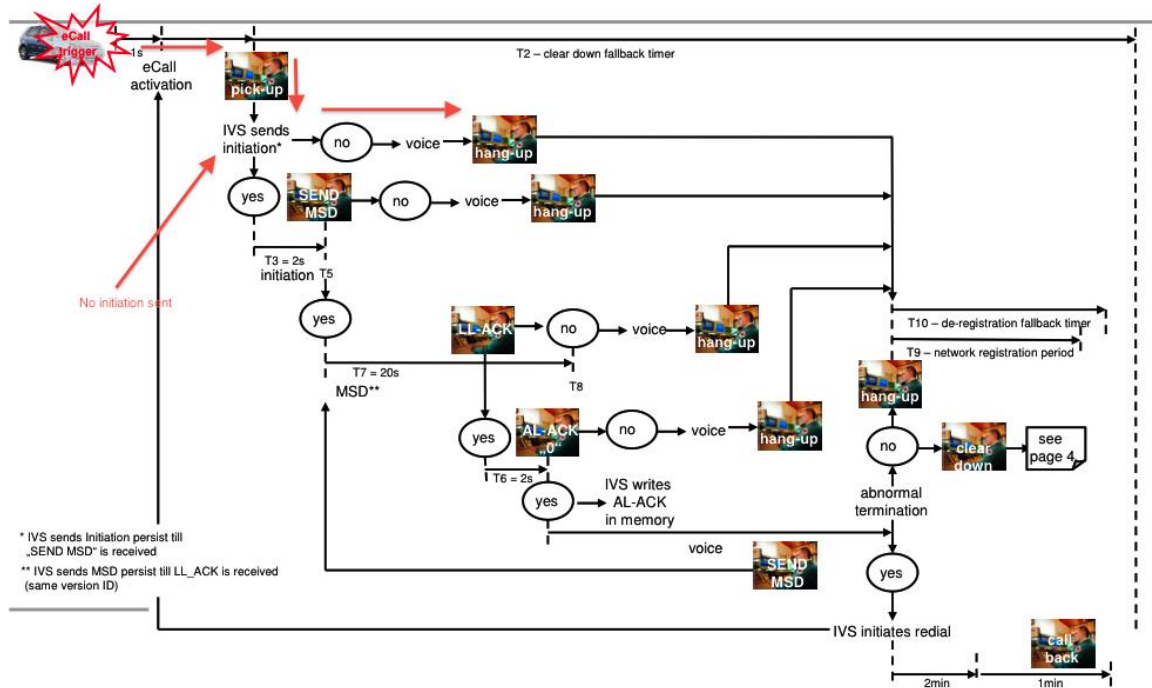 eCall
trigger
1s
eCall
activation
T2 – clear down fallback timer
pick-up
IVS sends
initiation*
no
voice
hang-up
yes
SEND
MSD
no
voice
hang-up
T3 = 2s
initiation
T5
No initiation sent
yes
LL-ACK
no
voice
hang-up
T10 – de-registration fallback timer
T9 – network registration period
T7 = 20s
T8
MSD**
hang-up
yes
AL-ACK
„0“
no
voice
hang-up
no
clear
down
see
page 4
T6 = 2s
yes
IVS writes
AL-ACK
in memory
abnormal
termination
* IVS sends Initiation persist till
„SEND MSD“ is received
** IVS sends MSD persist till LL_ACK is received
(same version ID)
voice
SEND
MSD
yes
IVS initiates redial
call
back
2min
1min